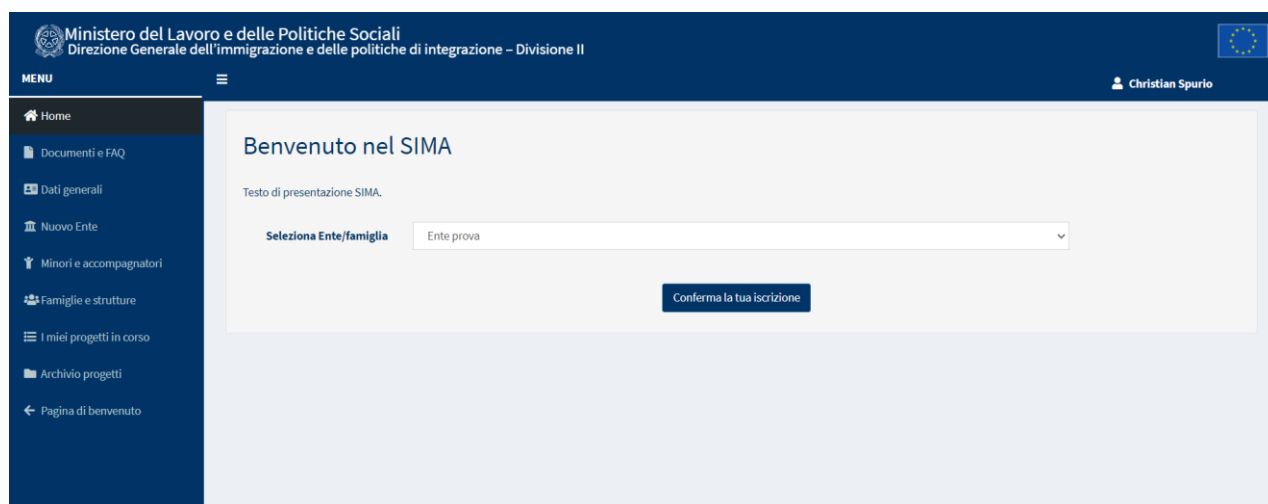 Ministero del Lavoro e delle Politiche Sociali
Direzione Generale dell'immigrazione e delle politiche di integrazione – Divisione II
MENU
Christian Spurio
Home
Documenti e FAQ
Dati generali
Nuovo Ente
Minori e accompagnatori
Famiglie e strutture
I miei progetti in corso
Archivio progetti
Pagina di benvenuto
Benvenuto nel SIMA
Testo di presentazione SIMA.
Seleziona Ente/famiglia Ente prova
Conferma la tua iscrizione